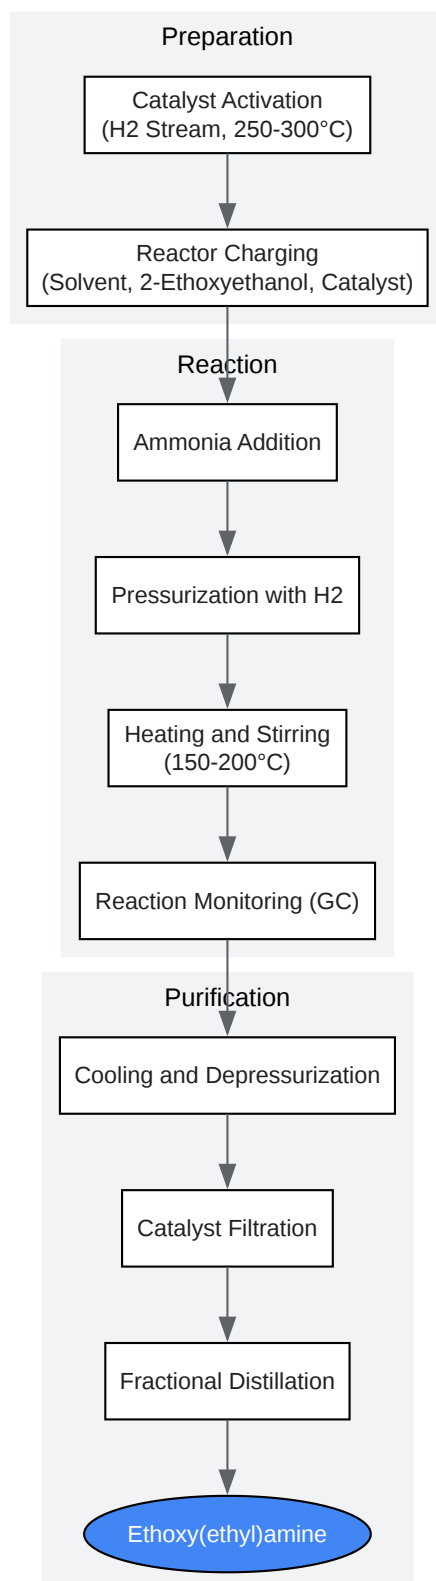 Preparation
Catalyst Activation
(H2 Stream, 250-300°C)
Reactor Charging
(Solvent, 2-Ethoxyethanol, Catalyst)
Reaction
Ammonia Addition
Pressurization with H2
Heating and Stirring
(150-200°C)
Reaction Monitoring (GC)
Purification
Cooling and Depressurization
Catalyst Filtration
Fractional Distillation
Ethoxy(ethyl)amine